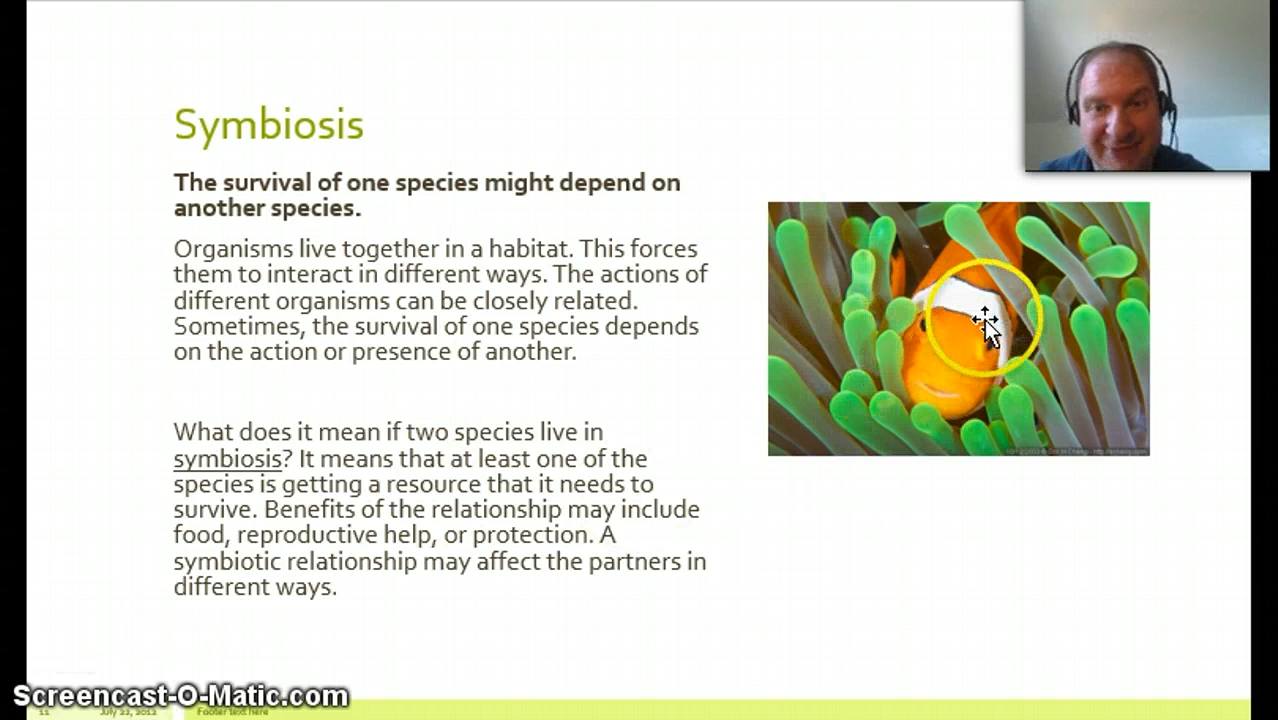 Symbiosis
The survival of one species might depend on
another species.
Organisms live together in a habitat. This forces
them to interact in different ways. The actions of
different organisms can be closely related.
Sometimes, the survival of one species depends
on the action or presence of another.
What does it mean if two species live in
symbiosis? It means that at least one of the
species is getting a resource that it needs to
survive. Benefits of the relationship may include
food, reproductive help, or protection. A
symbiotic relationship may affect the partners in
different ways.
Screencast-O-Matic.com
11 July 22, 2012 Footer text here